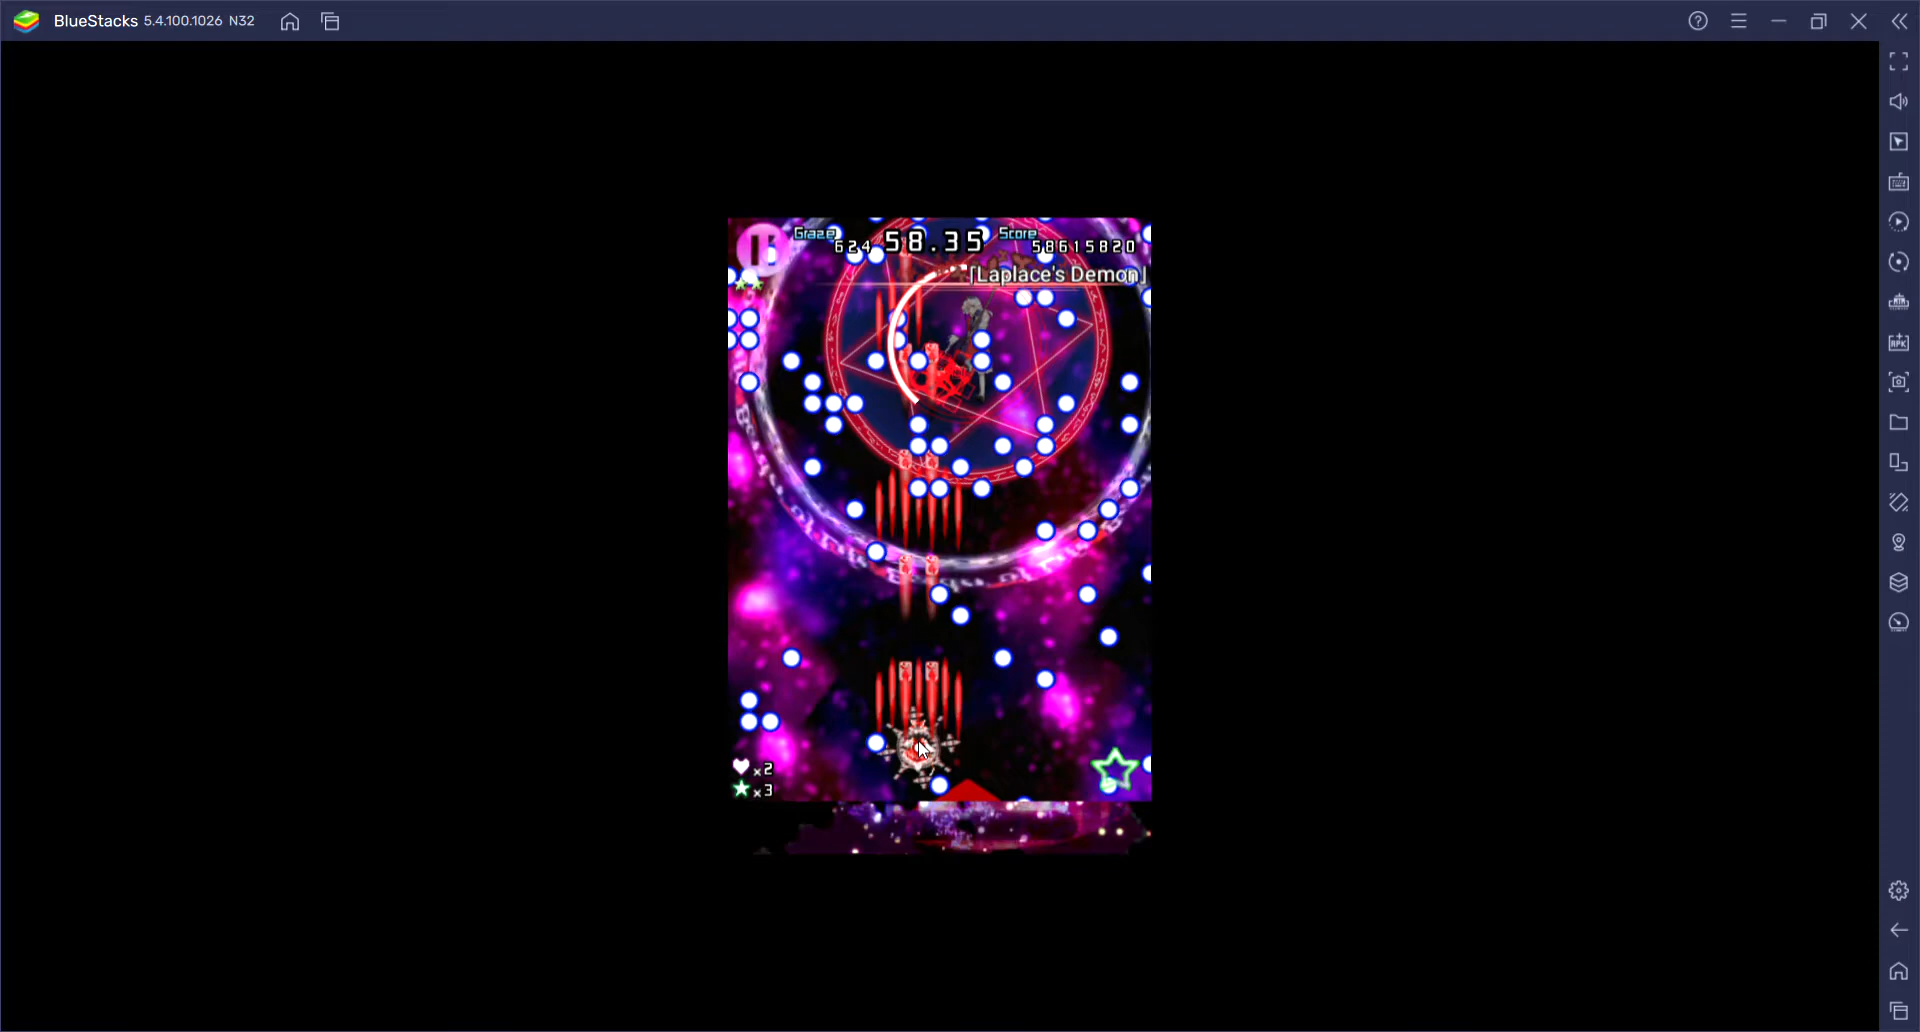 BlueStacks 5.4.100.1026 N32
Graze 624 58.35 Score 58615820
「Laplace's Demon」
x2
x3